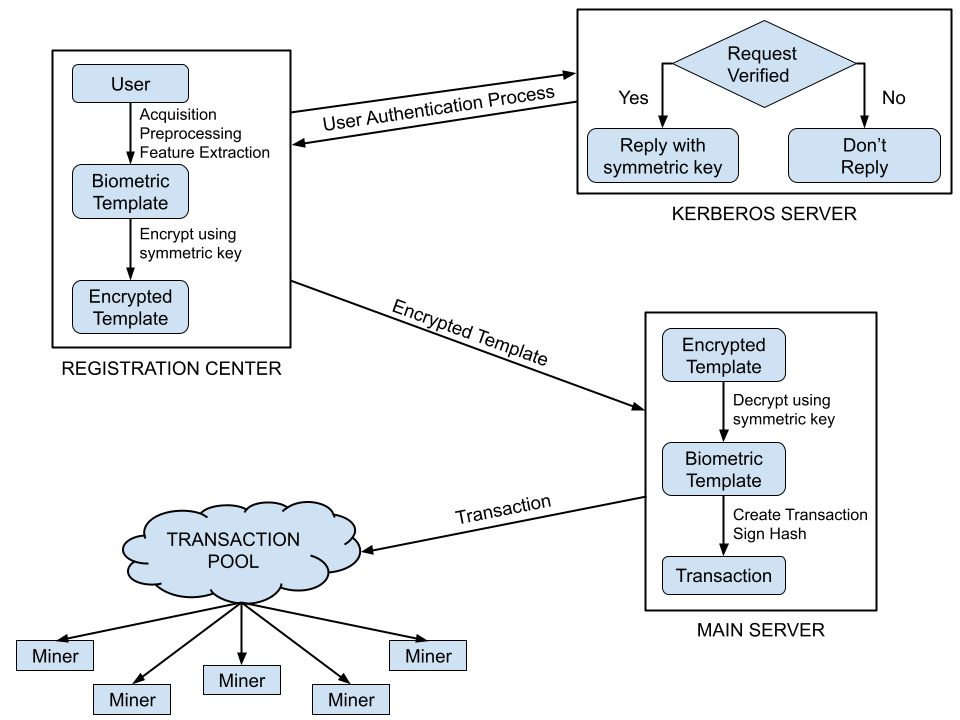 User
Acquisition
Preprocessing
Feature Extraction
Biometric
Template
Encrypt using
symmetric key
Encrypted
Template
REGISTRATION CENTER
User Authentication Process
Request
Verified
Yes
No
Reply with
symmetric key
Don't
Reply
KERBEROS SERVER
Encrypted Template
Encrypted
Template
Decrypt using
symmetric key
Biometric
Template
Create Transaction
Sign Hash
Transaction
MAIN SERVER
Transaction
TRANSACTION
POOL
Miner
Miner
Miner
Miner
Miner